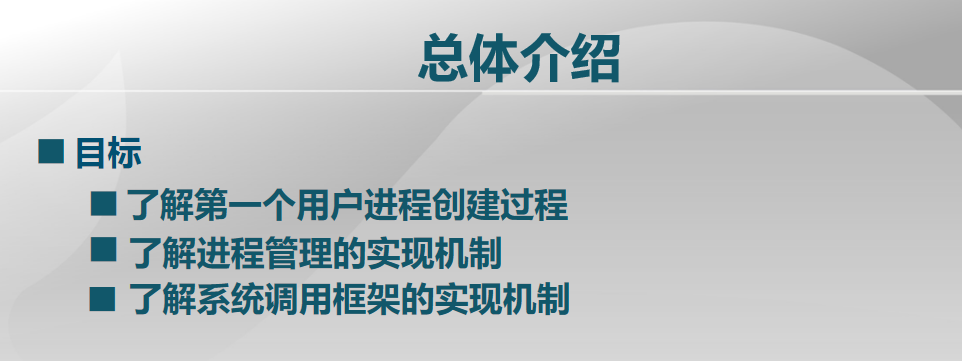 总体介绍
目标
了解第一个用户进程创建过程
了解进程管理的实现机制
了解系统调用框架的实现机制